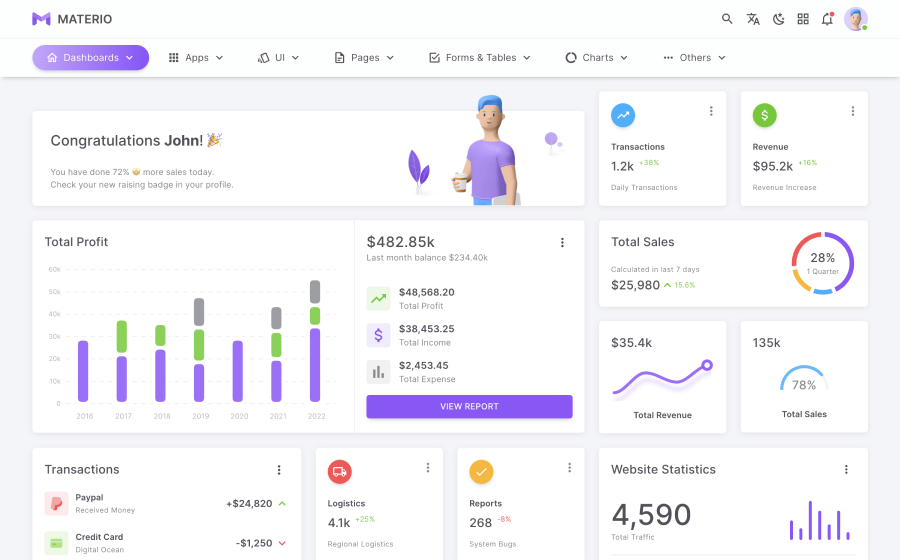 MATERIO
Dashboards
Apps
UI
Pages
Forms & Tables
Charts
Others
Congratulations John! 🎉
You have done 72% 🤩 more sales today.
Check your new raising badge in your profile.
Transactions
1.2k +38%
Daily Transactions
Revenue
$95.2k +16%
Revenue Increase
Total Profit
60k
50k
40k
30k
20k
10k
0
2016 2017 2018 2019 2020 2021 2022
$482.85k
Last month balance $234.40k
$48,568.20
Total Profit
$38,453.25
Total Income
$2,453.45
Total Expense
VIEW REPORT
Total Sales
Calculated in last 7 days
$25,980 15.6%
28%
1 Quarter
$35.4k
Total Revenue
135k
78%
Total Sales
Transactions
Paypal
Received Money
+$24,820
Credit Card
Digital Ocean
-$1,250
Logistics
4.1k +25%
Regional Logistics
Reports
268 -8%
System Bugs
Website Statistics
4,590
Total Traffic